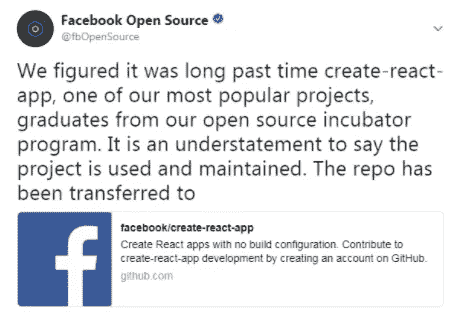 Facebook Open Source
@fbOpenSource
We figured it was long past time create-react-
app, one of our most popular projects,
graduates from our open source incubator
program. It is an understatement to say the
project is used and maintained. The repo has
been transferred to
facebook/create-react-app
Create React apps with no build configuration. Contribute to
create-react-app development by creating an account on GitHub.
github.com